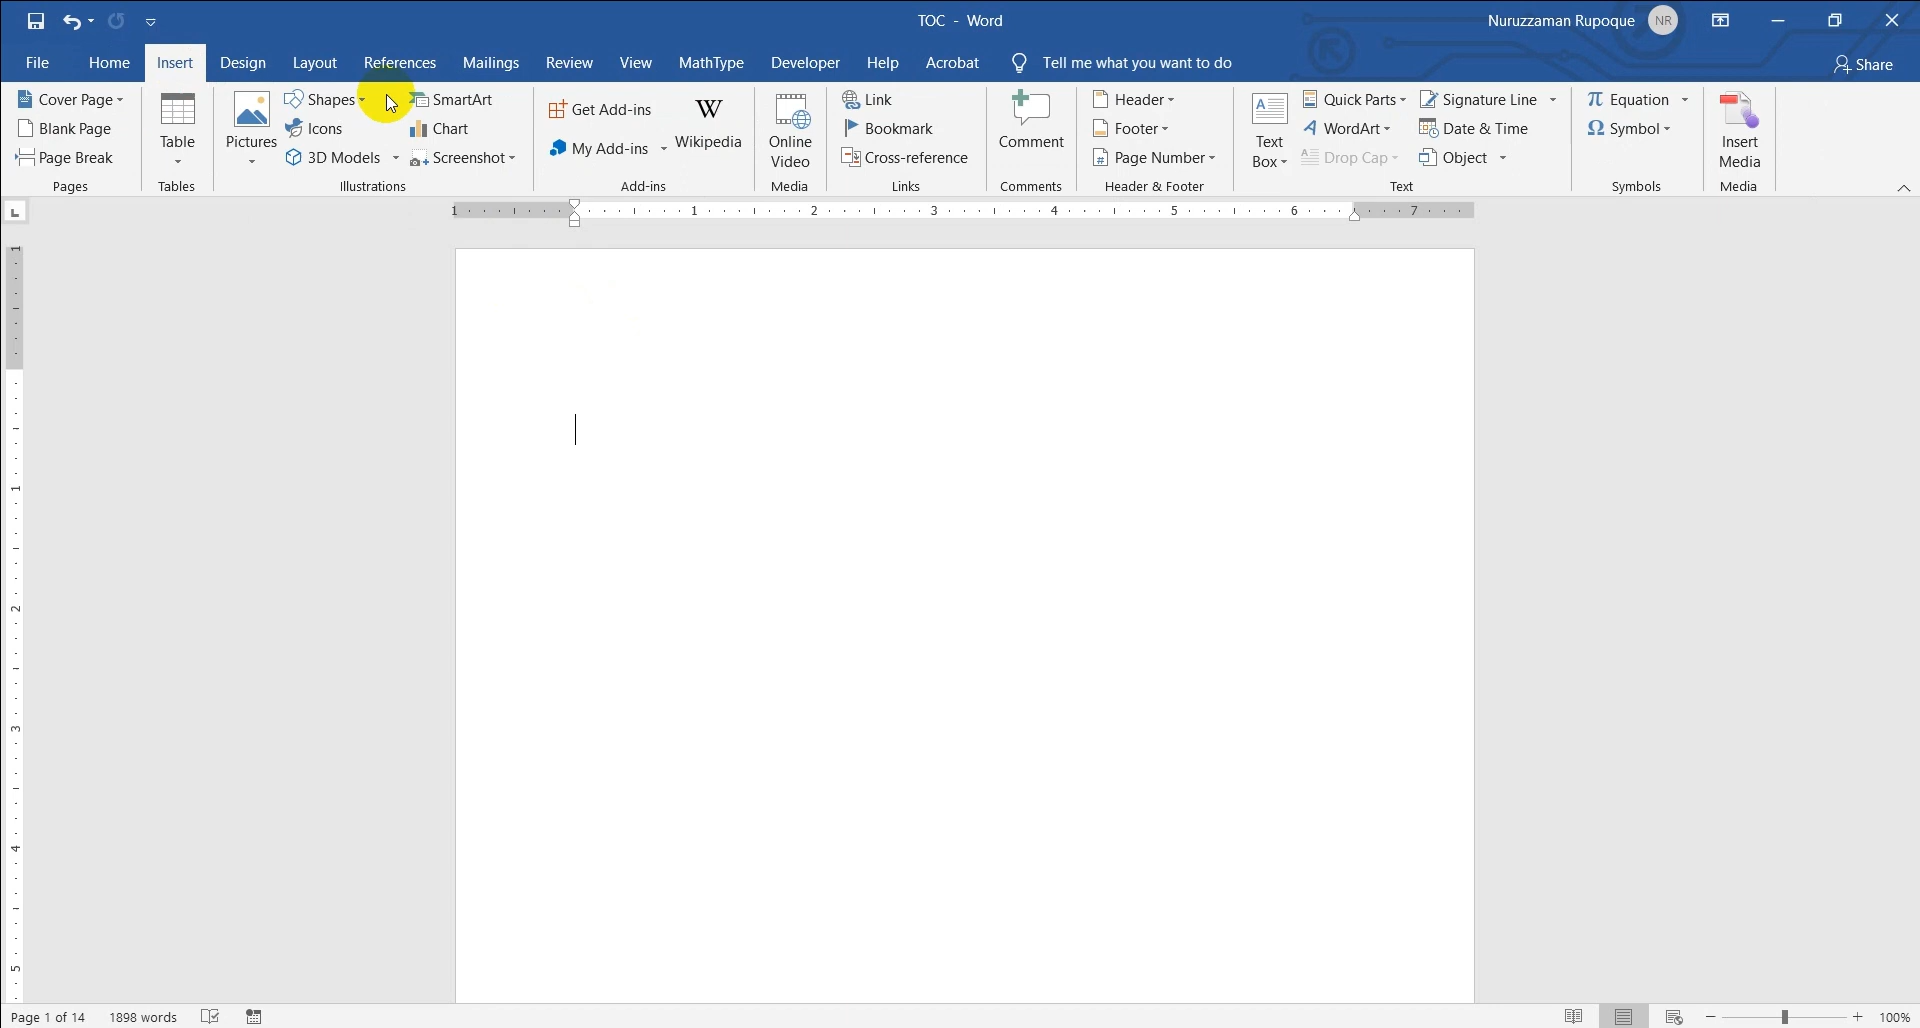 TOC - Word
Nuruzzaman Rupoque NR
File Home Insert Design Layout References Mailings Review View MathType Developer Help Acrobat Tell me what you want to do Share
Cover Page
Blank Page
Page Break
Pages
Table
Tables
Pictures
Shapes
Icons
3D Models
SmartArt
Chart
Screenshot
Illustrations
Get Add-ins
My Add-ins
W
Wikipedia
Add-ins
Online
Video
Media
Link
Bookmark
Cross-reference
Links
Comment
Comments
Header
Footer
Page Number
Header & Footer
Text
Box
Quick Parts
WordArt
Drop Cap
Signature Line
Date & Time
Object
Text
π Equation
Ω Symbol
Symbols
Insert
Media
Media
L
1 1 2 3 4 5 6 7
1
1
2
3
4
5
Page 1 of 14 1898 words 100%